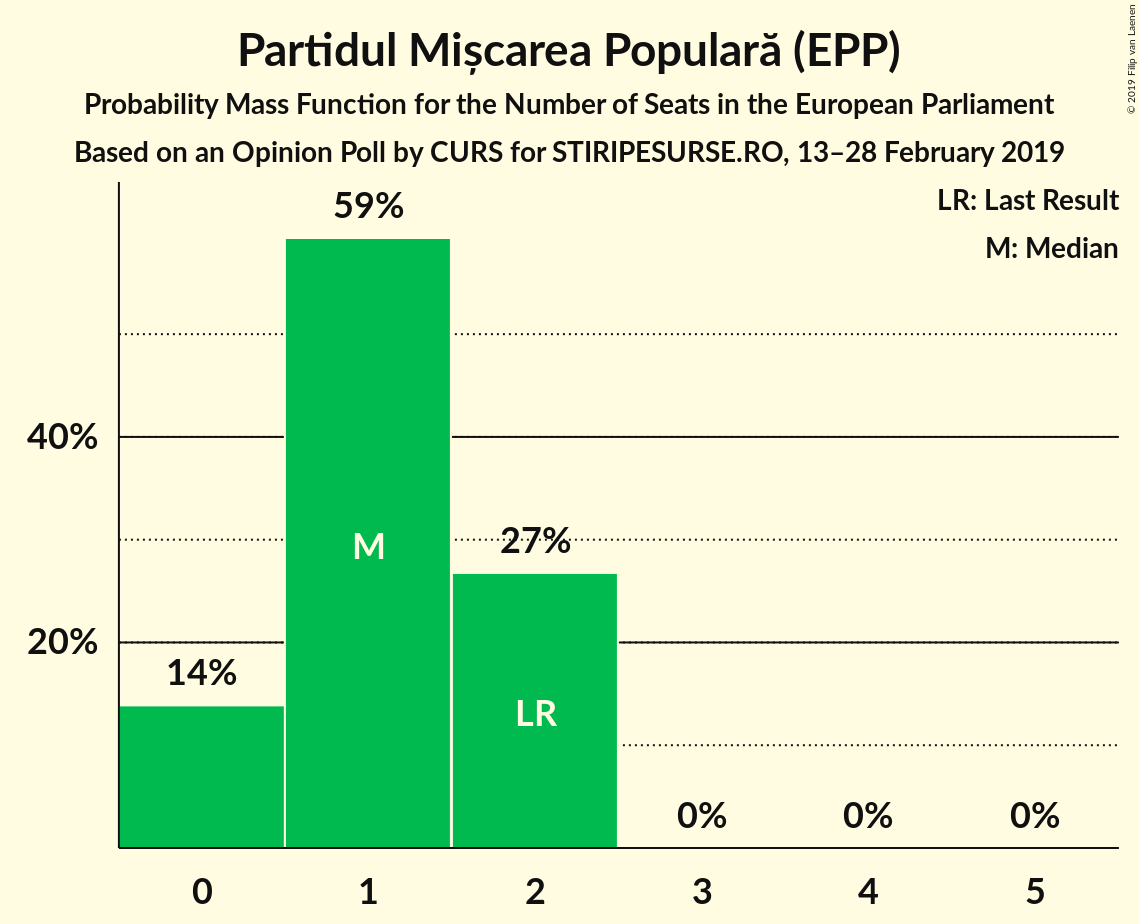 Partidul Mișcarea Populară (EPP)
Probability Mass Function for the Number of Seats in the European Parliament
Based on an Opinion Poll by CURS for STIRIPESURSE.RO, 13–28 February 2019
© 2019 Filip van Laenen
LR: Last Result
M: Median
59%
40%
M
27%
20%
14%
LR
0% 0% 0%
0 1 2 3 4 5